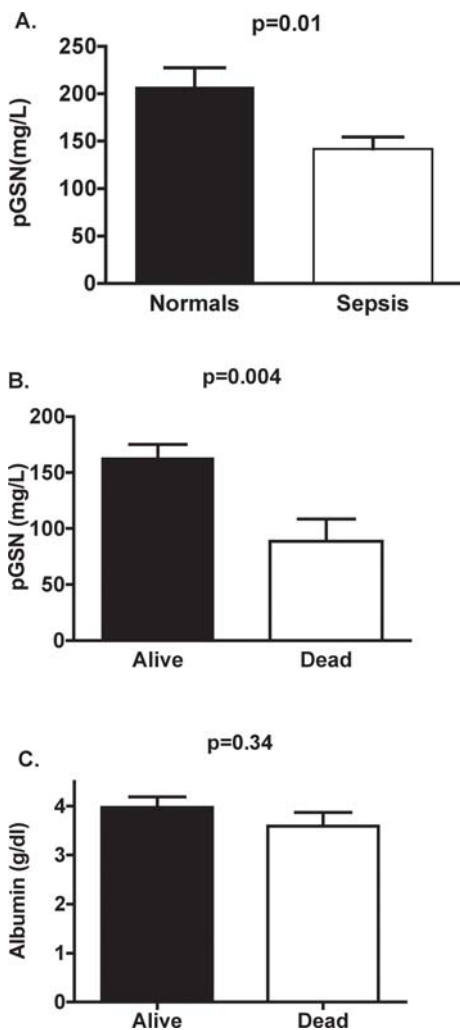 A.
p=0.01
pGSN(mg/L)
250
200
150
100
50
0
Normals Sepsis
B.
p=0.004
pGSN (mg/L)
200
150
100
50
0
Alive Dead
p=0.34
C.
Albumin (g/dl)
4
3
2
1
0
Alive Dead